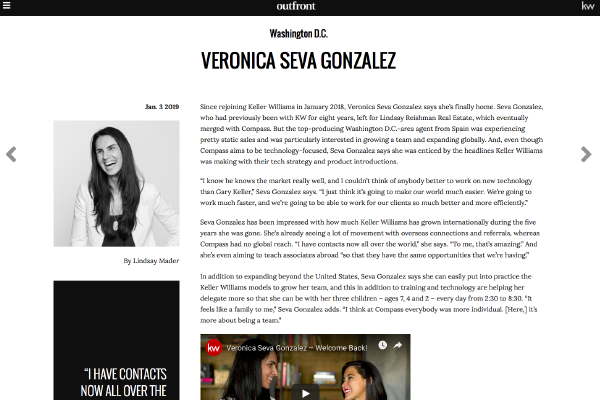 outfront
kw
Washington D.C.
VERONICA SEVA GONZALEZ
Jan. 3 2019
By Lindsay Mader
"I HAVE CONTACTS
NOW ALL OVER THE
Since rejoining Keller Williams in January 2018, Veronica Seva Gonzalez says she's finally home. Seva Gonzalez,
who had previously been with KW for eight years, left for Lindsay Reishman Real Estate, which eventually
merged with Compass. But the top-producing Washington D.C.-area agent from Spain was experiencing
pretty static sales and was particularly interested in growing a team and expanding globally. And, even though
Compass aims to be technology-focused, Seva Gonzalez says she was enticed by the headlines Keller Williams
was making with their tech strategy and product introductions.
"I know he knows the market really well, and I couldn't think of anybody better to work on new technology
than Gary Keller," Seva Gonzalez says. "I just think it's going to make our world much easier. We're going to
work much faster, and we're going to be able to work for our clients so much better and more efficiently."
Seva Gonzalez has been impressed with how much Keller Williams has grown internationally during the five
years she was gone. She's already seeing a lot of movement with overseas connections and referrals, whereas
Compass had no global reach. "I have contacts now all over the world," she says. "To me, that's amazing." And
she's even aiming to teach associates abroad "so that they have the same opportunities that we're having."
In addition to expanding beyond the United States, Seva Gonzalez says she can easily put into practice the
Keller Williams models to grow her team, and this in addition to training and technology are helping her
delegate more so that she can be with her three children – ages 7, 4 and 2 – every day from 2:30 to 8:30. "It
feels like a family to me," Seva Gonzalez adds. "I think at Compass everybody was more individual. [Here,] it's
more about being a team."
kw
Veronica Seva Gonzalez – Welcome Back!